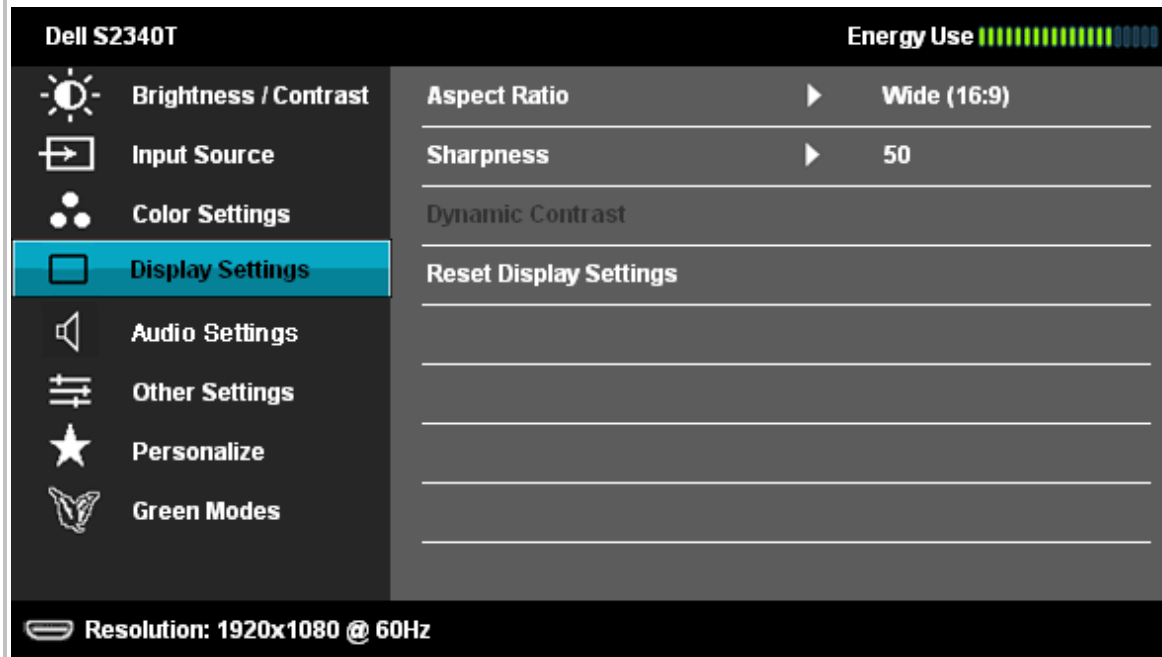 Dell S2340T
Energy Use
Brightness / Contrast
Input Source
Color Settings
Display Settings
Audio Settings
Other Settings
Personalize
Green Modes
Aspect Ratio
Wide (16:9)
Sharpness
50
Dynamic Contrast
Reset Display Settings
Resolution: 1920x1080 @ 60Hz